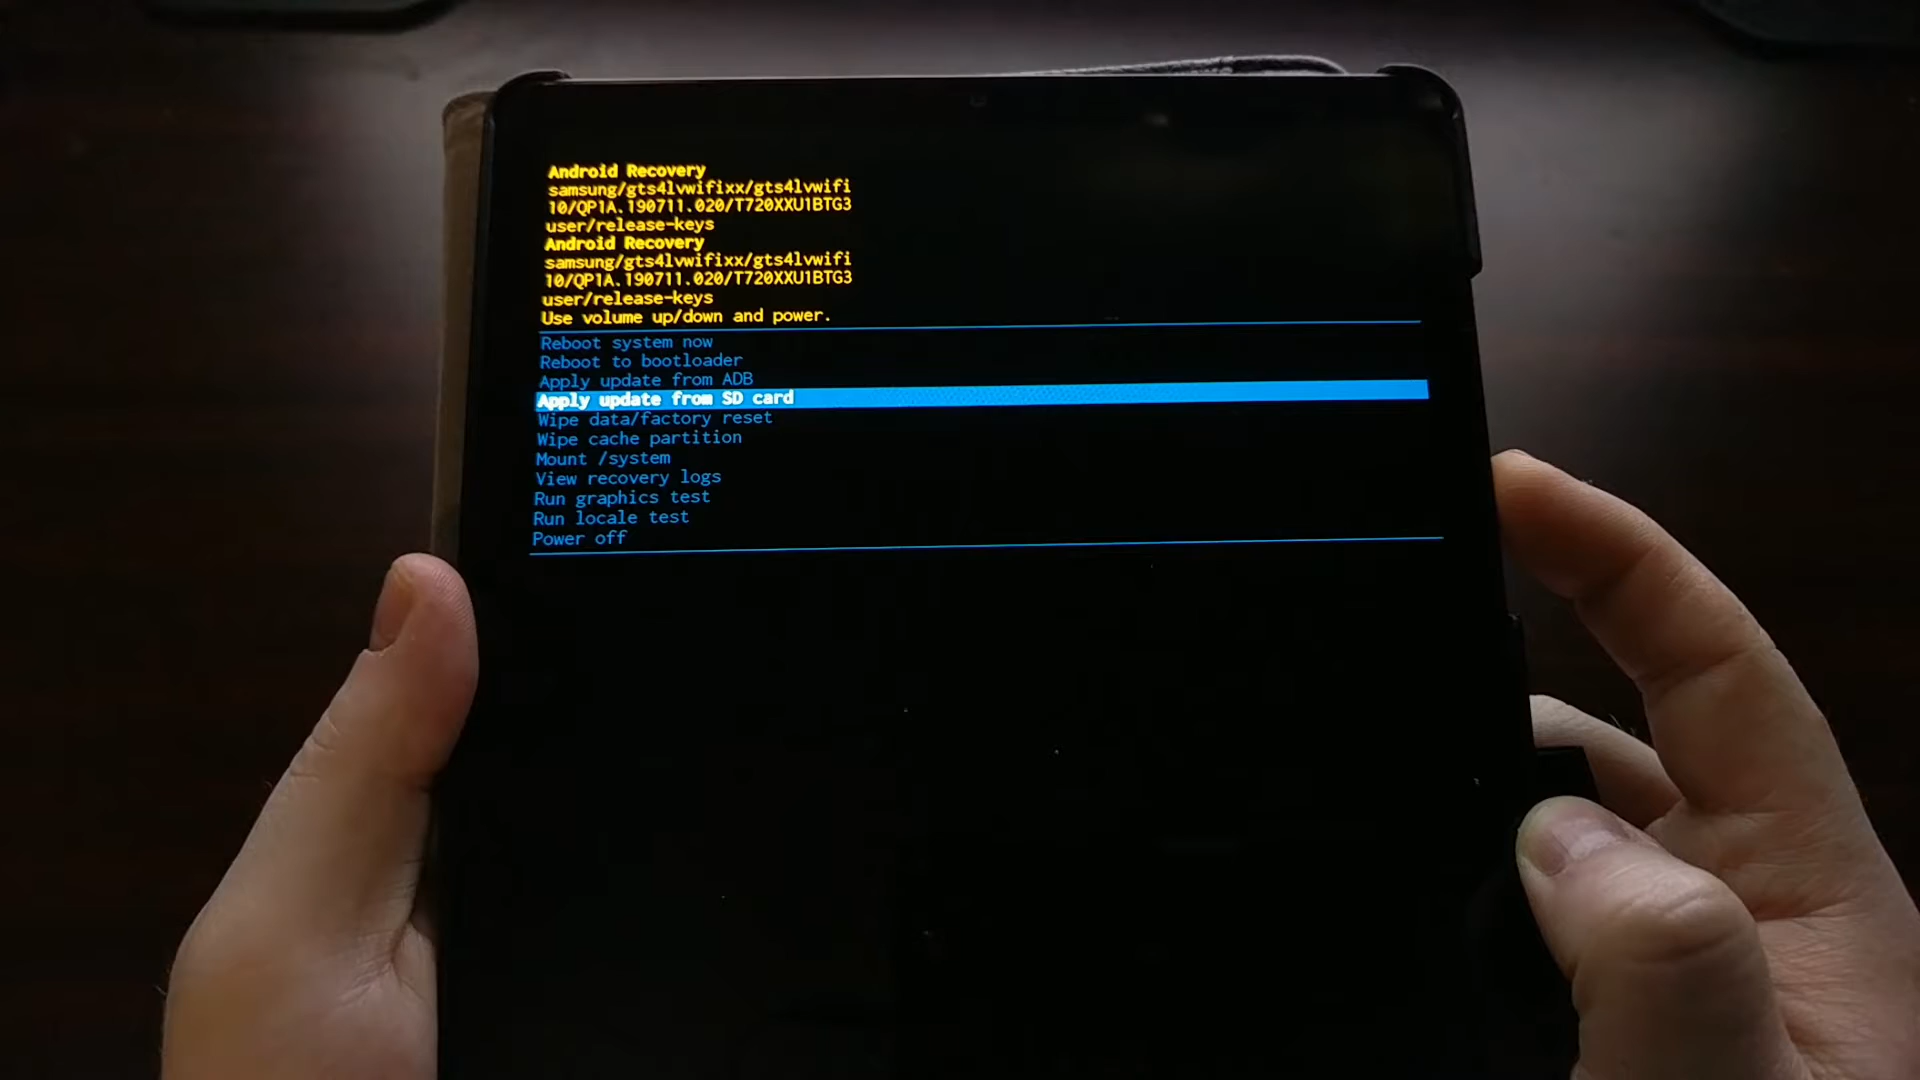 Android Recovery
samsung/gts4lvwifixx/gts4lvwifi
10/QP1A.190711.020/T720XXU1BTG3
user/release-keys
Android Recovery
samsung/gts4lvwifixx/gts4lvwifi
10/QP1A.190711.020/T720XXU1BTG3
user/release-keys
Use volume up/down and power.
Reboot system now
Reboot to bootloader
Apply update from ADB
Apply update from SD card
Wipe data/factory reset
Wipe cache partition
Mount /system
View recovery logs
Run graphics test
Run locale test
Power off